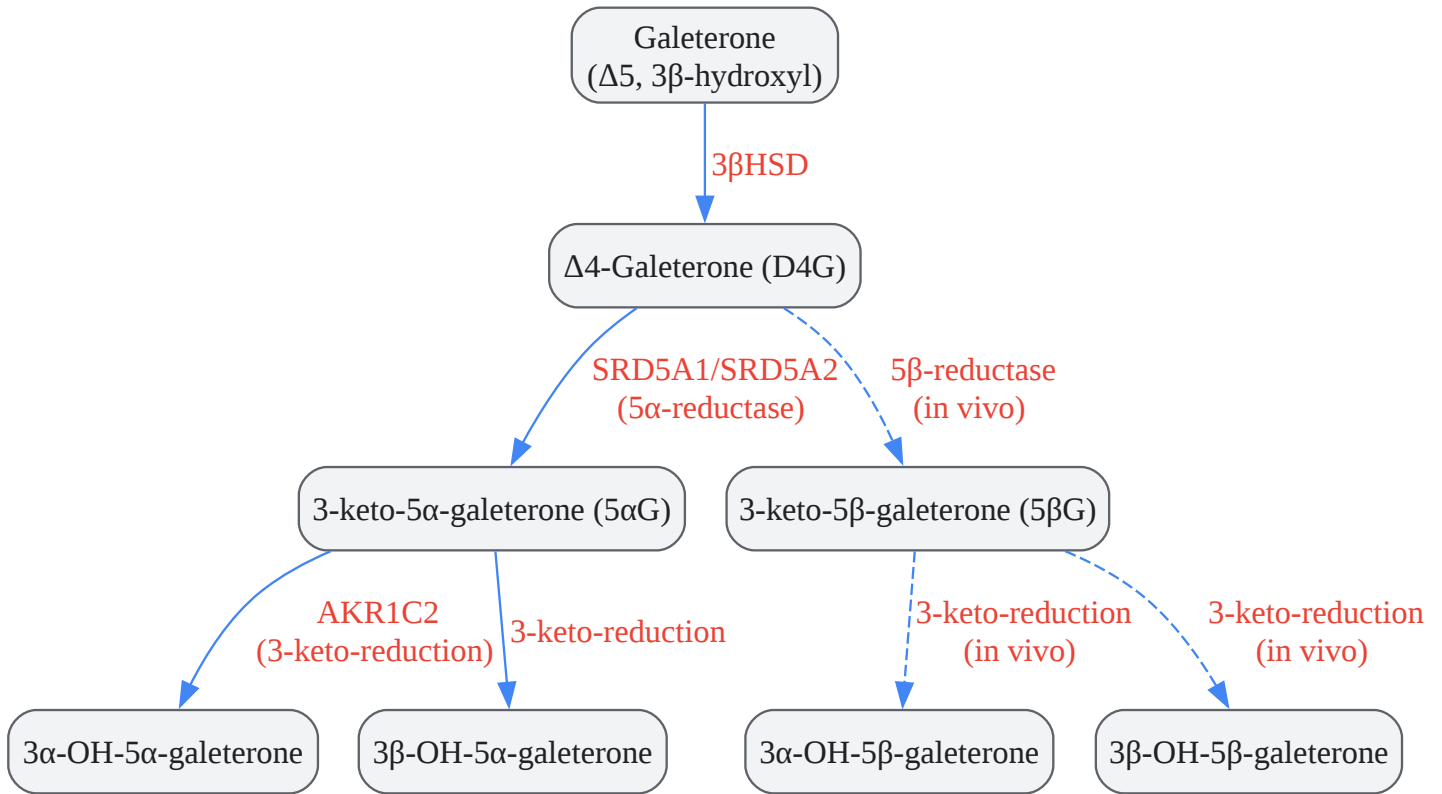 Galeterone
(Δ5, 3β-hydroxyl)
3βHSD
Δ4-Galeterone (D4G)
SRD5A1/SRD5A2
(5α-reductase)
5β-reductase
(in vivo)
3-keto-5α-galeterone (5αG)
3-keto-5β-galeterone (5βG)
AKR1C2
(3-keto-reduction)
3-keto-reduction
3-keto-reduction
(in vivo)
3-keto-reduction
(in vivo)
3α-OH-5α-galeterone
3β-OH-5α-galeterone
3α-OH-5β-galeterone
3β-OH-5β-galeterone